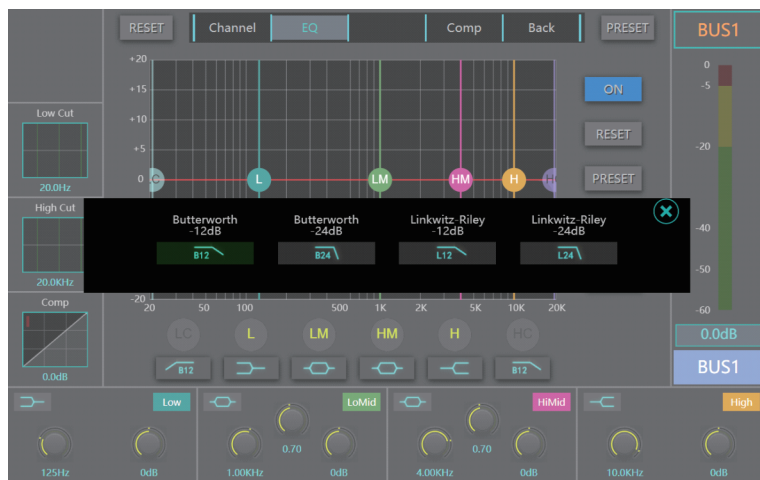 RESET
Channel
EQ
Comp
Back
PRESET
BUS1
+20
+15
+10
+5
0
-20
0
-5
-20
-40
-50
-60
ON
RESET
PRESET
Low Cut
20.0Hz
High Cut
20.0KHz
Comp
0.0dB
C
L
LM
HM
H
H
Butterworth
-12dB
B12
Butterworth
-24dB
B24
Linkwitz-Riley
-12dB
L12
Linkwitz-Riley
-24dB
L24
20
50
100
500
1K
2K
5K
10K
20K
LC
L
LM
HM
H
HC
B12
B12
0.0dB
BUS1
Low
125Hz
0dB
LoMid
1.00KHz
0.70
0dB
HiMid
4.00KHz
0.70
0dB
High
10.0KHz
0dB